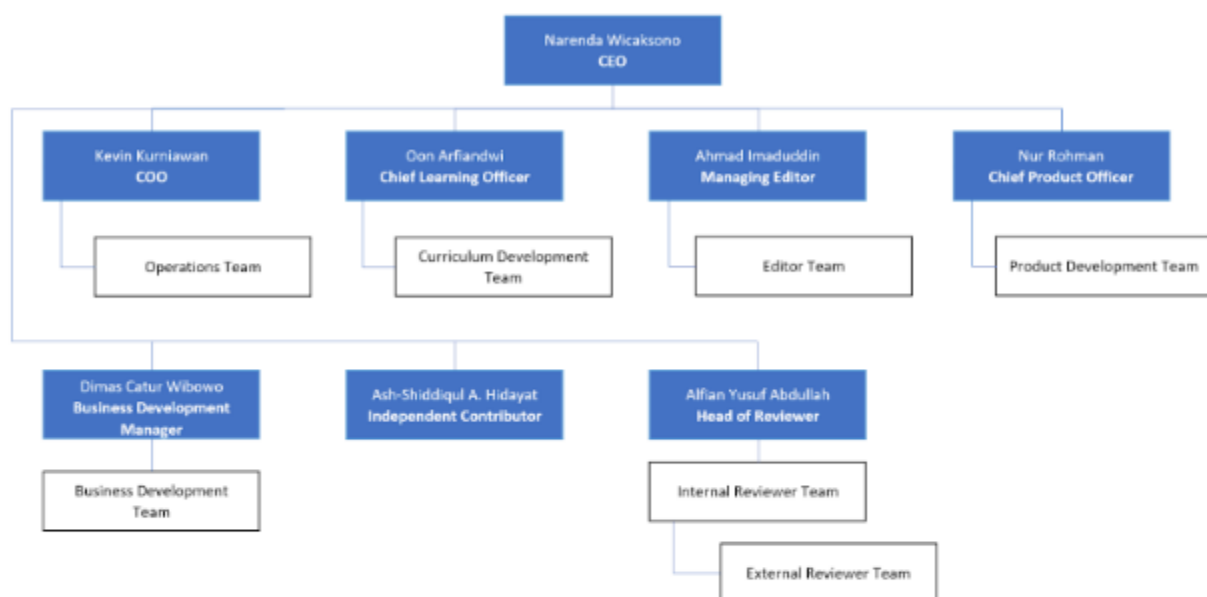 Narenda Wicaksono
CEO
Kevin Kurniawan
COO
Oon Arfiandwi
Chief Learning Officer
Ahmad Imaduddin
Managing Editor
Nur Rohman
Chief Product Officer
Operations Team
Curriculum Development
Team
Editor Team
Product Development Team
Dimas Catur Wibowo
Business Development
Manager
Ash-Shiddiqul A. Hidayat
Independent Contributor
Alfian Yusuf Abdullah
Head of Reviewer
Business Development
Team
Internal Reviewer Team
External Reviewer Team